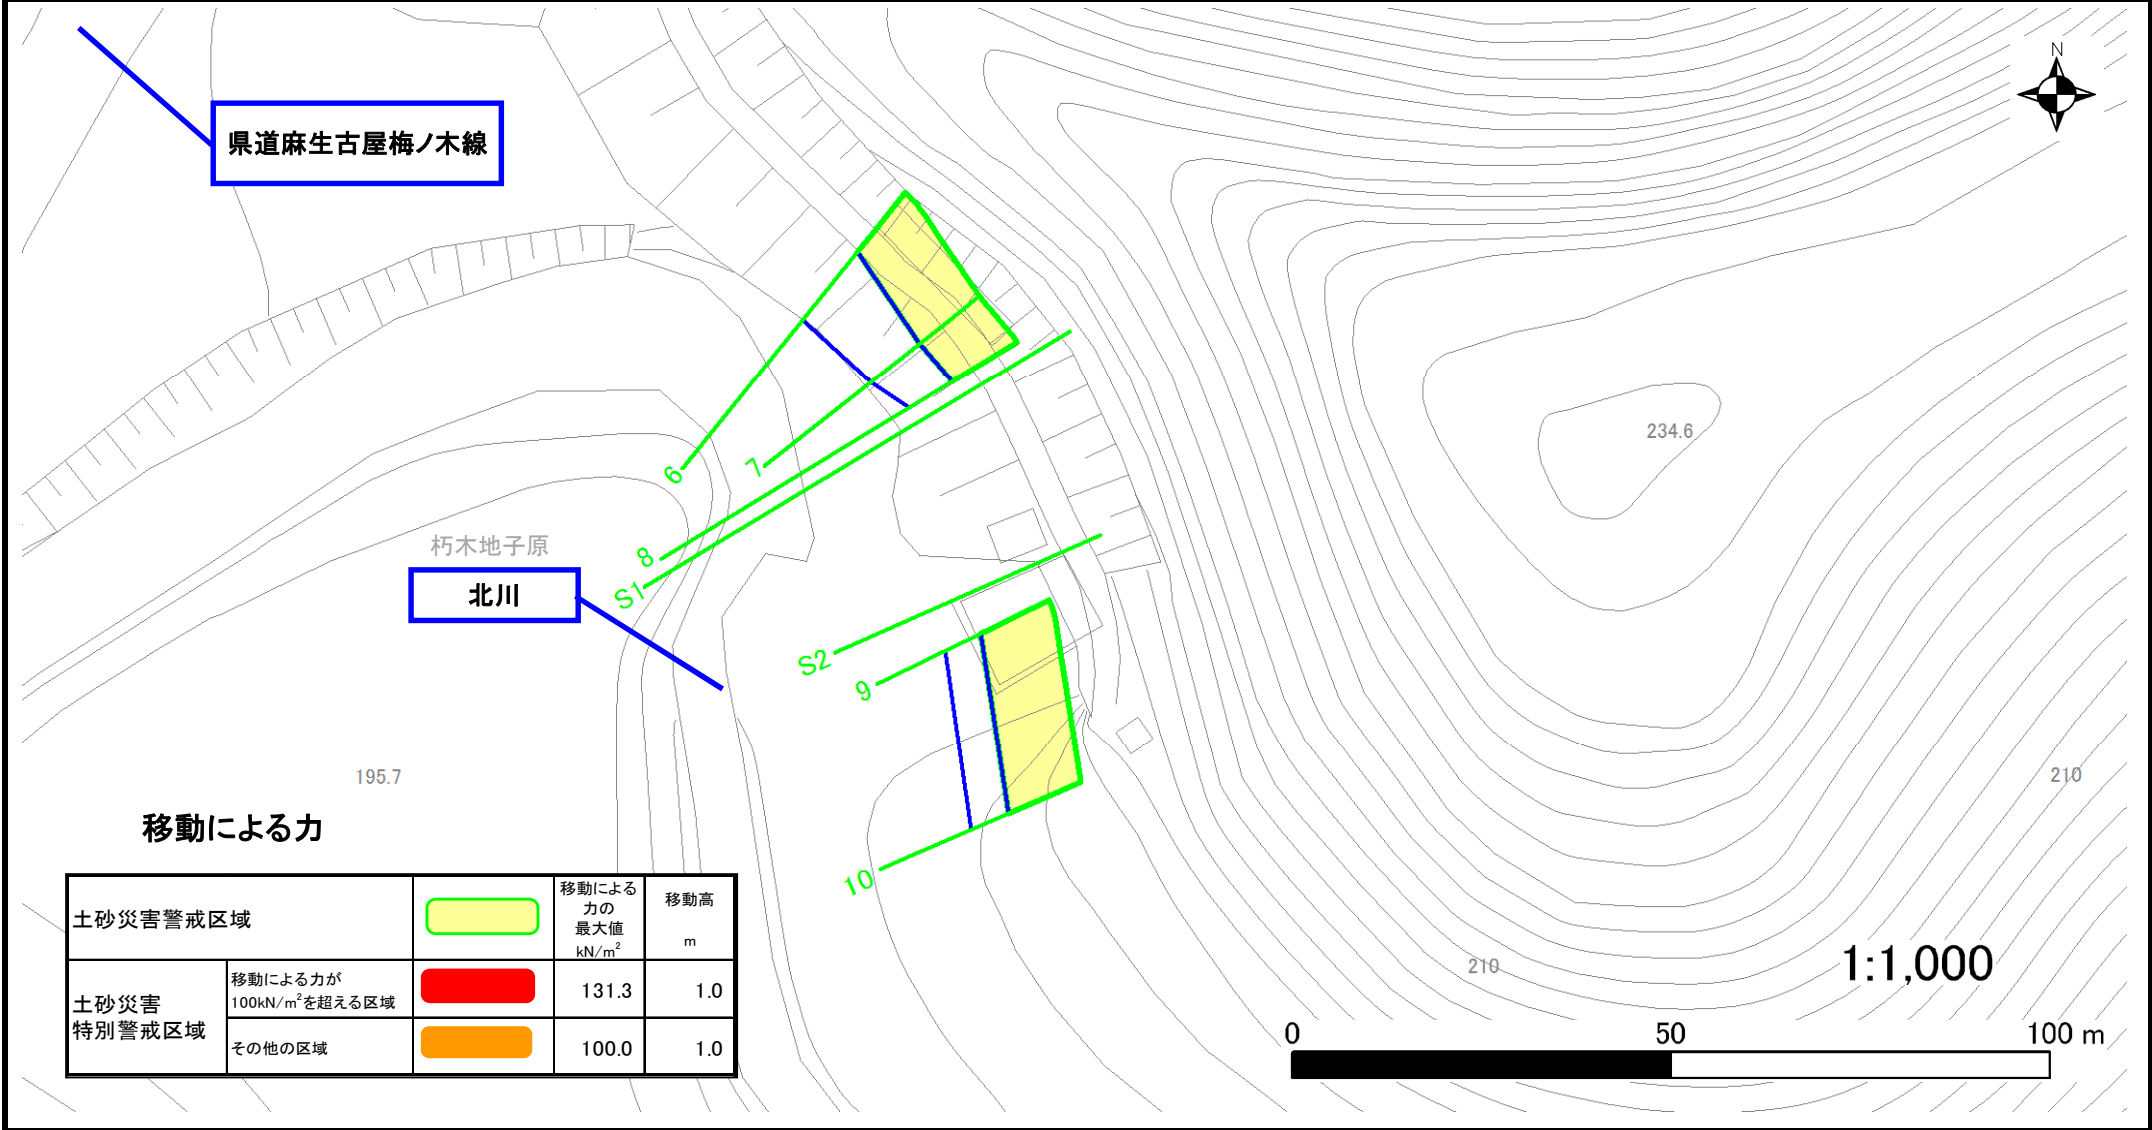 N
県道麻生古屋梅ノ木線
234.6
6
7
朽木地子原
8
北川
S1
S2
9
195.7
210
移動による力
10
土砂災害警戒区域
移動による
力の
最大値
kN/m²
移動高
m
土砂災害
特別警戒区域
移動による力が
100kN/m²を超える区域
131.3
1.0
その他の区域
100.0
1.0
210
1:1,000
0
50
100 m